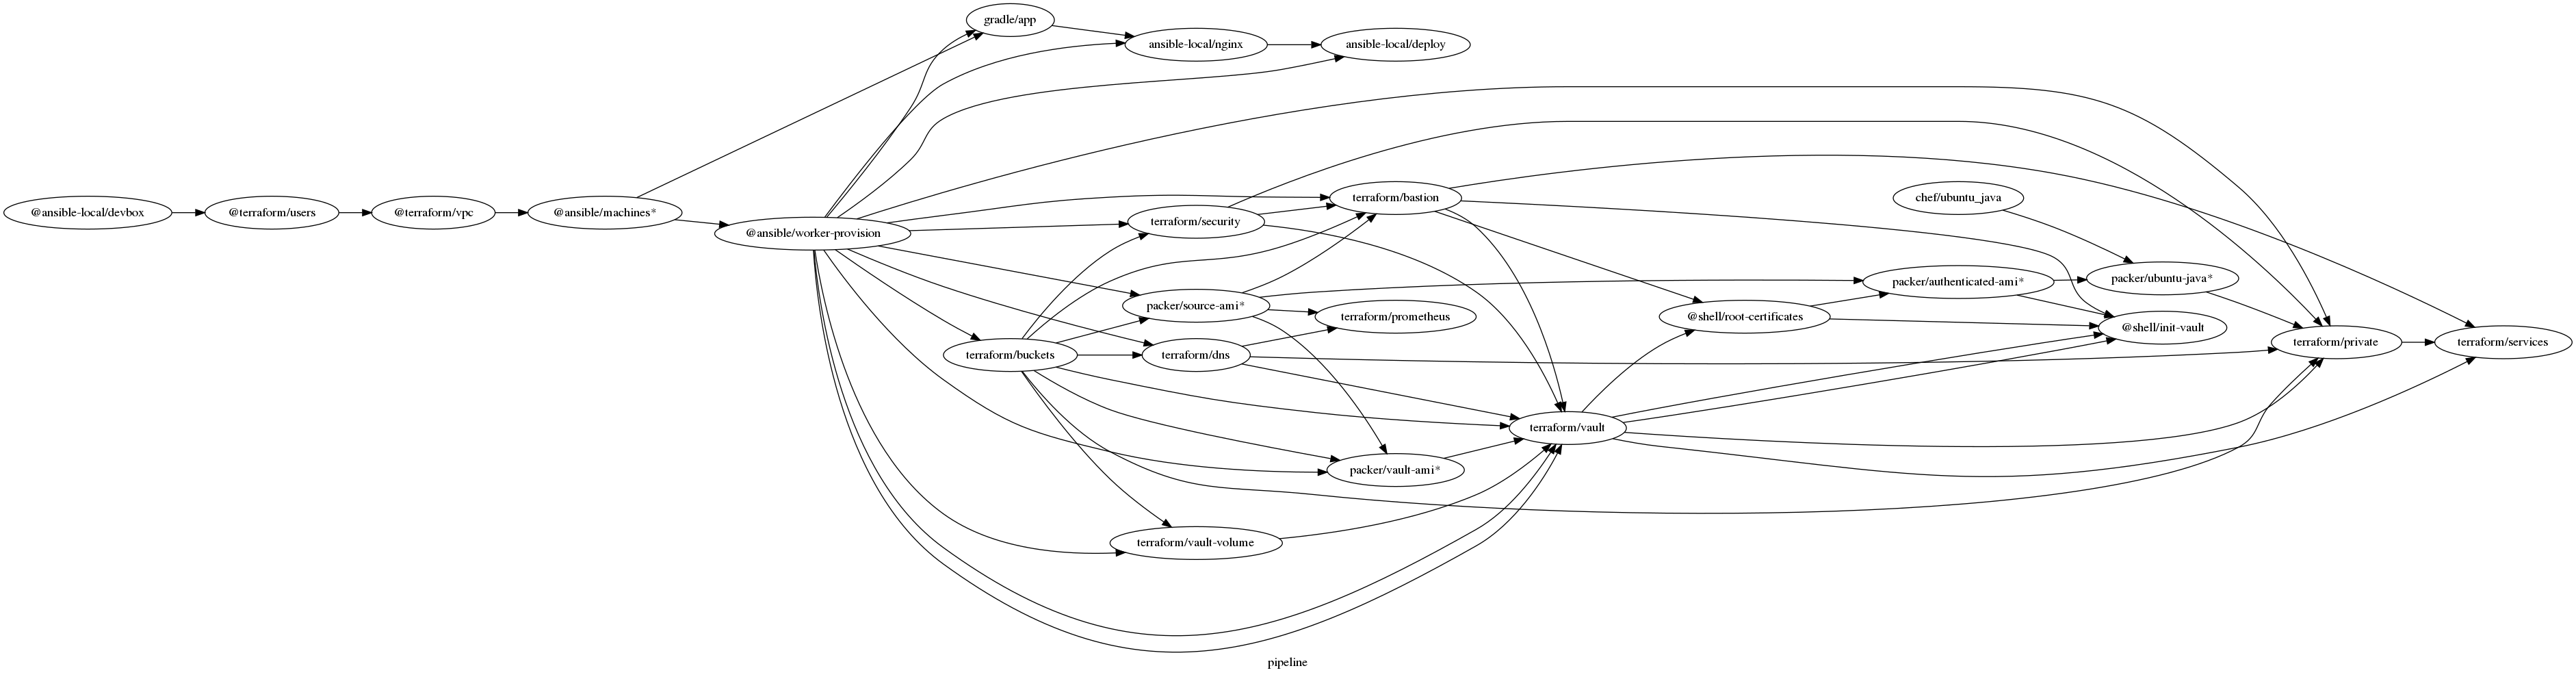 gradle/app
ansible-local/nginx
ansible-local/deploy
@ansible-local/devbox
@terraform/users
@terraform/vpc
@ansible/machines*
@ansible/worker-provision
terraform/security
terraform/bastion
chef/ubuntu_java
packer/source-ami*
terraform/prometheus
@shell/root-certificates
packer/authenticated-ami*
packer/ubuntu-java*
@shell/init-vault
terraform/buckets
terraform/dns
terraform/private
terraform/services
terraform/vault
packer/vault-ami*
terraform/vault-volume
pipeline